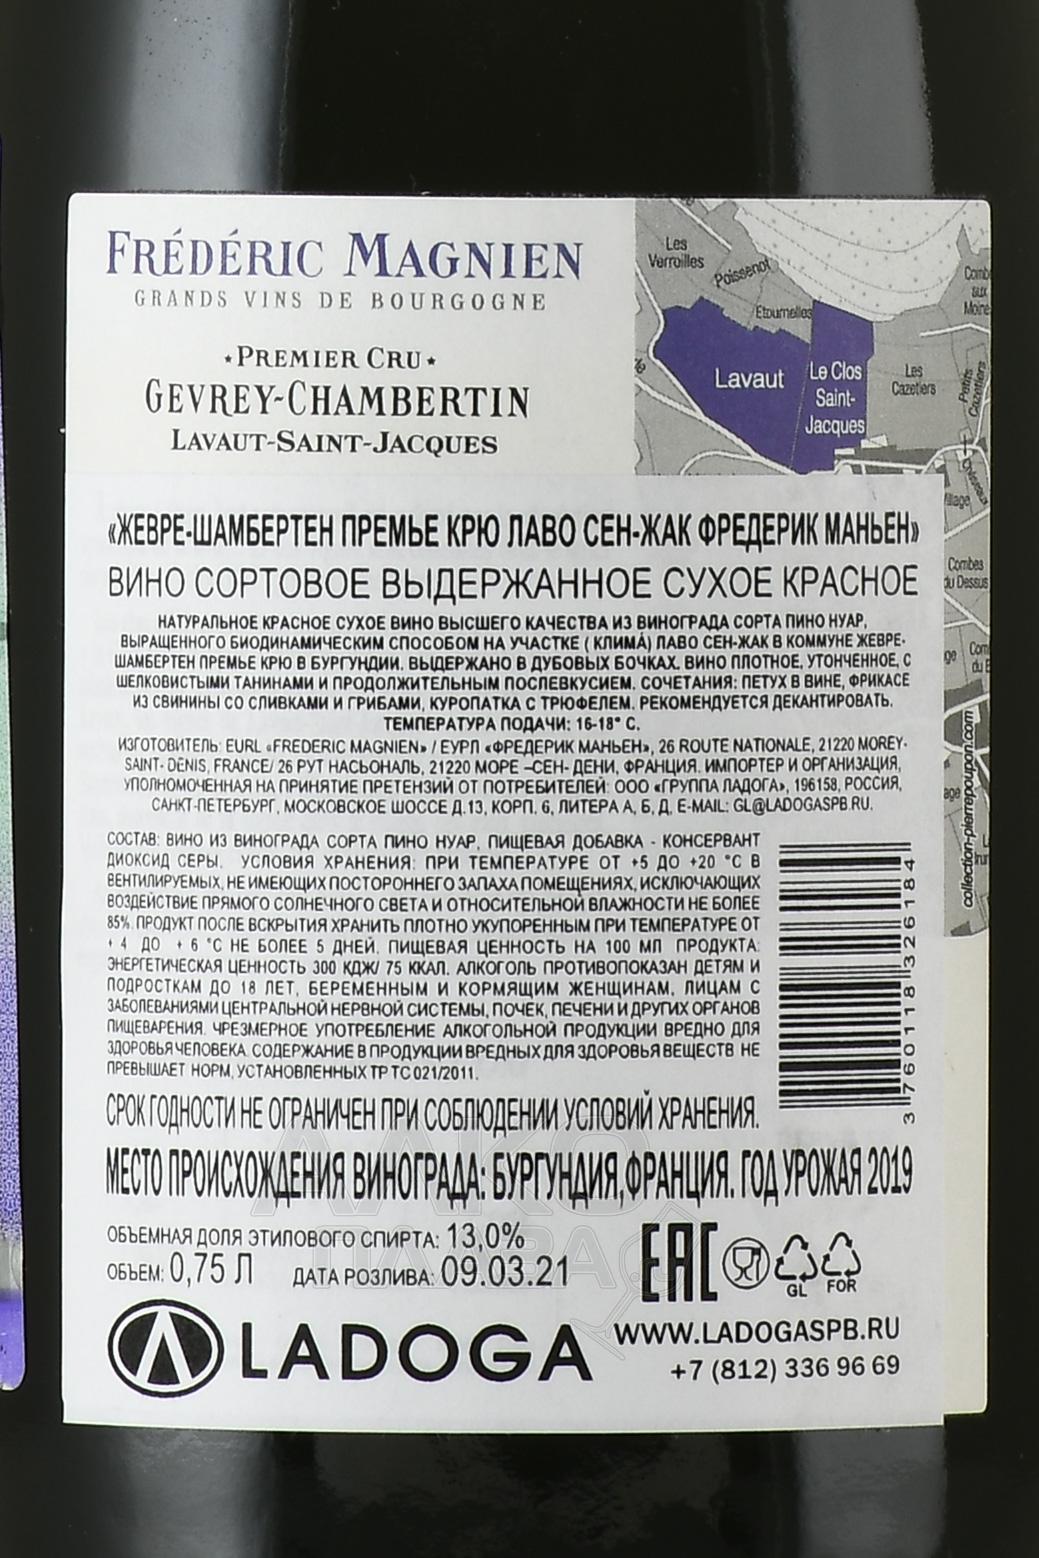 FRÉDÉRIC MAGNIEN
GRANDS VINS DE BOURGOGNE
•PREMIER CRU•
GEVREY-CHAMBERTIN
LAVAUT-SAINT-JACQUES
Les
Verroilles
Poissenot
Etournelles
Lavaut
Le Clos
Saint-
Jacques
Les
Cazetiers
Petits
Cazetiers
Combes
du Dessus
collection-pierrepoupon.com
«ЖЕВРЕ-ШАМБЕРТЕН ПРЕМЬЕ КРЮ ЛАВО СЕН-ЖАК ФРЕДЕРИК МАНЬЕН»
ВИНО СОРТОВОЕ ВЫДЕРЖАННОЕ СУХОЕ КРАСНОЕ
НАТУРАЛЬНОЕ КРАСНОЕ СУХОЕ ВИНО ВЫСШЕГО КАЧЕСТВА ИЗ ВИНОГРАДА СОРТА ПИНО НУАР,
ВЫРАЩЕННОГО БИОДИНАМИЧЕСКИМ СПОСОБОМ НА УЧАСТКЕ ( КЛИМА́) ЛАВО СЕН-ЖАК В КОММУНЕ ЖЕВРЕ-
ШАМБЕРТЕН ПРЕМЬЕ КРЮ В БУРГУНДИИ. ВЫДЕРЖАНО В ДУБОВЫХ БОЧКАХ. ВИНО ПЛОТНОЕ, УТОНЧЕННОЕ, С
ШЕЛКОВИСТЫМИ ТАНИНАМИ И ПРОДОЛЖИТЕЛЬНЫМ ПОСЛЕВКУСИЕМ. СОЧЕТАНИЯ: ПЕТУХ В ВИНЕ, ФРИКАСЕ
ИЗ СВИНИНЫ СО СЛИВКАМИ И ГРИБАМИ, КУРОПАТКА С ТРЮФЕЛЕМ. РЕКОМЕНДУЕТСЯ ДЕКАНТИРОВАТЬ.
ТЕМПЕРАТУРА ПОДАЧИ: 16-18° С.
ИЗГОТОВИТЕЛЬ: EURL «FREDERIC MAGNIEN» / ЕУРЛ «ФРЕДЕРИК МАНЬЕН», 26 ROUTE NATIONALE, 21220 MOREY-
SAINT- DENIS, FRANCE/ 26 РУТ НАСЬОНАЛЬ, 21220 МОРЕ –СЕН- ДЕНИ, ФРАНЦИЯ. ИМПОРТЕР И ОРГАНИЗАЦИЯ,
УПОЛНОМОЧЕННАЯ НА ПРИНЯТИЕ ПРЕТЕНЗИЙ ОТ ПОТРЕБИТЕЛЕЙ: ООО «ГРУППА ЛАДОГА», 196158, РОССИЯ,
САНКТ-ПЕТЕРБУРГ, МОСКОВСКОЕ ШОССЕ Д.13, КОРП. 6, ЛИТЕРА А, Б, Д, E-MAIL: GL@LADOGASPB.RU.
СОСТАВ: ВИНО ИЗ ВИНОГРАДА СОРТА ПИНО НУАР, ПИЩЕВАЯ ДОБАВКА - КОНСЕРВАНТ
ДИОКСИД СЕРЫ. УСЛОВИЯ ХРАНЕНИЯ: ПРИ ТЕМПЕРАТУРЕ ОТ +5 ДО +20 °С В
ВЕНТИЛИРУЕМЫХ, НЕ ИМЕЮЩИХ ПОСТОРОННЕГО ЗАПАХА ПОМЕЩЕНИЯХ, ИСКЛЮЧАЮЩИХ
ВОЗДЕЙСТВИЕ ПРЯМОГО СОЛНЕЧНОГО СВЕТА И ОТНОСИТЕЛЬНОЙ ВЛАЖНОСТИ НЕ БОЛЕЕ
85%. ПРОДУКТ ПОСЛЕ ВСКРЫТИЯ ХРАНИТЬ ПЛОТНО УКУПОРЕННЫМ ПРИ ТЕМПЕРАТУРЕ ОТ
+ 4 ДО + 6 °С НЕ БОЛЕЕ 5 ДНЕЙ. ПИЩЕВАЯ ЦЕННОСТЬ НА 100 МЛ ПРОДУКТА:
ЭНЕРГЕТИЧЕСКАЯ ЦЕННОСТЬ 300 КДЖ/ 75 ККАЛ. АЛКОГОЛЬ ПРОТИВОПОКАЗАН ДЕТЯМ И
ПОДРОСТКАМ ДО 18 ЛЕТ, БЕРЕМЕННЫМ И КОРМЯЩИМ ЖЕНЩИНАМ, ЛИЦАМ С
ЗАБОЛЕВАНИЯМИ ЦЕНТРАЛЬНОЙ НЕРВНОЙ СИСТЕМЫ, ПОЧЕК, ПЕЧЕНИ И ДРУГИХ ОРГАНОВ
ПИЩЕВАРЕНИЯ. ЧРЕЗМЕРНОЕ УПОТРЕБЛЕНИЕ АЛКОГОЛЬНОЙ ПРОДУКЦИИ ВРЕДНО ДЛЯ
ЗДОРОВЬЯ ЧЕЛОВЕКА. СОДЕРЖАНИЕ В ПРОДУКЦИИ ВРЕДНЫХ ДЛЯ ЗДОРОВЬЯ ВЕЩЕСТВ НЕ
ПРЕВЫШАЕТ НОРМ, УСТАНОВЛЕННЫХ ТР ТС 021/2011.
3 760118 326184
СРОК ГОДНОСТИ НЕ ОГРАНИЧЕН ПРИ СОБЛЮДЕНИИ УСЛОВИЙ ХРАНЕНИЯ.
МЕСТО ПРОИСХОЖДЕНИЯ ВИНОГРАДА: БУРГУНДИЯ, ФРАНЦИЯ. ГОД УРОЖАЯ 2019
ОБЪЕМНАЯ ДОЛЯ ЭТИЛОВОГО СПИРТА: 13,0%
ОБЪЕМ: 0,75 Л ДАТА РОЗЛИВА: 09.03.21
EAC
GL FOR
LADOGA
WWW.LADOGASPB.RU
+7 (812) 336 96 69